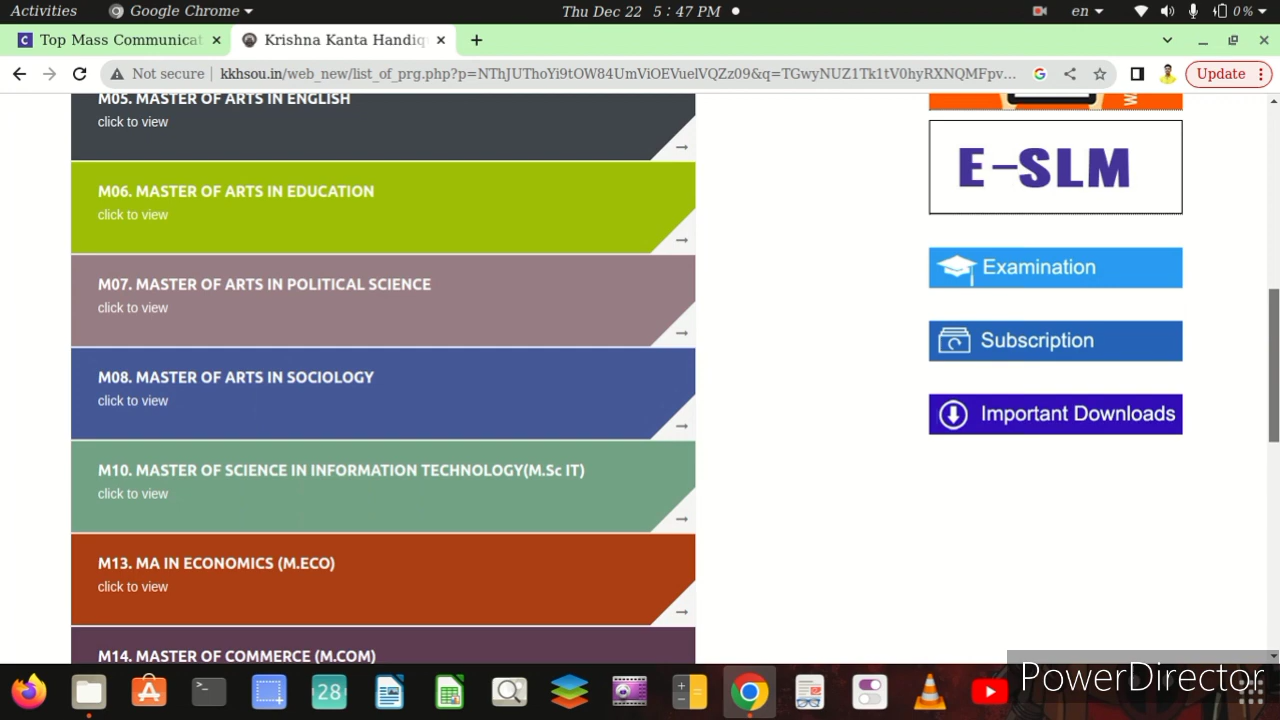 Activities
Google Chrome
Thu Dec 22 5 : 47 PM
en
0 %
Top Mass Communicat
Krishna Kanta Handiq
Not secure
kkhsou.in/web_new/list_of_prg.php?p=NThJUThoYi9tOW84UmViOEVuelVQZz09&q=TGwyNUZ1Tk1tV0hyRXNQMFpv...
Update
M05. MASTER OF ARTS IN ENGLISH
click to view
M06. MASTER OF ARTS IN EDUCATION
click to view
M07. MASTER OF ARTS IN POLITICAL SCIENCE
click to view
M08. MASTER OF ARTS IN SOCIOLOGY
click to view
M10. MASTER OF SCIENCE IN INFORMATION TECHNOLOGY(M.Sc IT)
click to view
M13. MA IN ECONOMICS (M.ECO)
click to view
M14. MASTER OF COMMERCE (M.COM)
W
E-SLM
Examination
Subscription
Important Downloads
28
PowerDirector